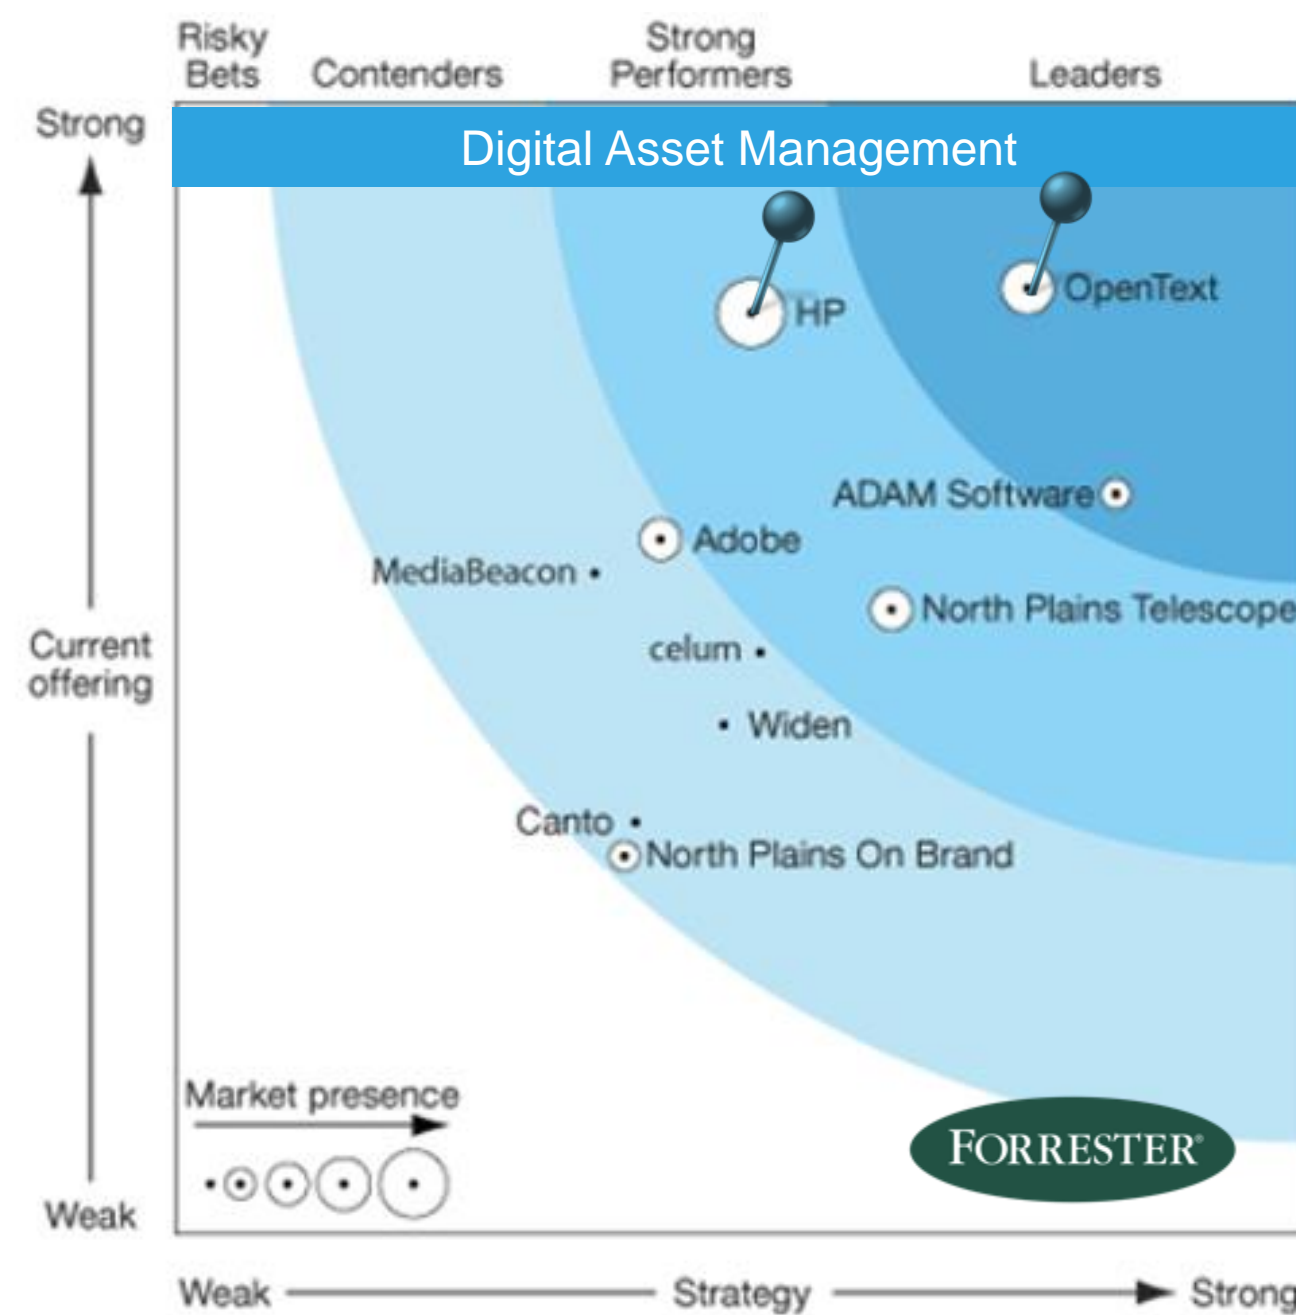 Risky
Bets
Contenders
Strong
Performers
Leaders
Strong
Digital Asset Management
HP
OpenText
ADAM Software
Adobe
MediaBeacon
North Plains Telescope
Current
offering
celum
Widen
Canto
North Plains On Brand
Market presence
FORRESTER®
Weak
Weak
Strategy
Strong